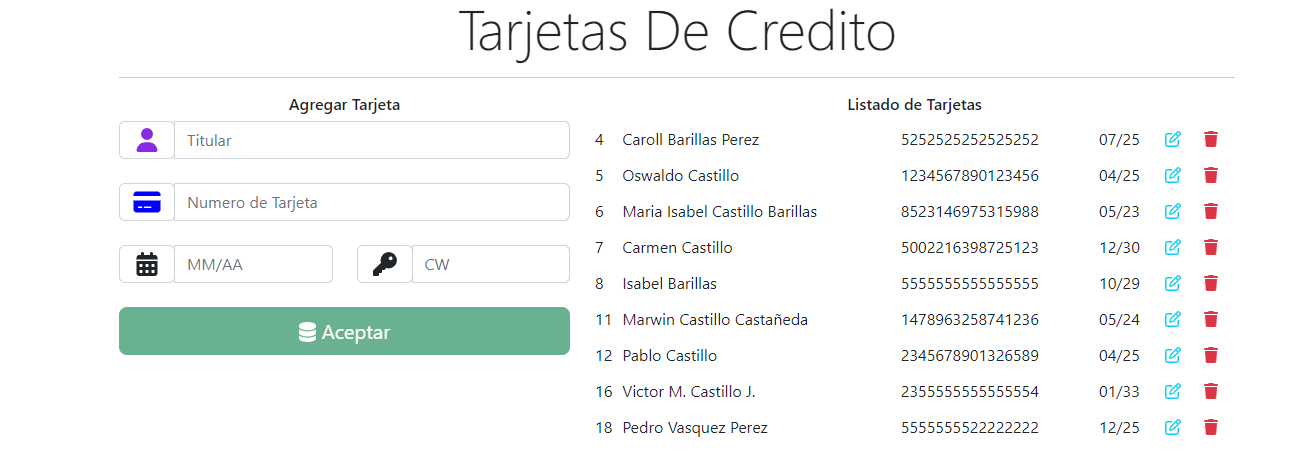 Tarjetas De Credito
Agregar Tarjeta
Titular
Numero de Tarjeta
MM/AA
CW
Aceptar
Listado de Tarjetas
4 Caroll Barillas Perez 5252525252525252 07/25
5 Oswaldo Castillo 1234567890123456 04/25
6 Maria Isabel Castillo Barillas 8523146975315988 05/23
7 Carmen Castillo 5002216398725123 12/30
8 Isabel Barillas 5555555555555555 10/29
11 Marwin Castillo Castañeda 1478963258741236 05/24
12 Pablo Castillo 2345678901326589 04/25
16 Victor M. Castillo J. 2355555555555554 01/33
18 Pedro Vasquez Perez 5555555522222222 12/25